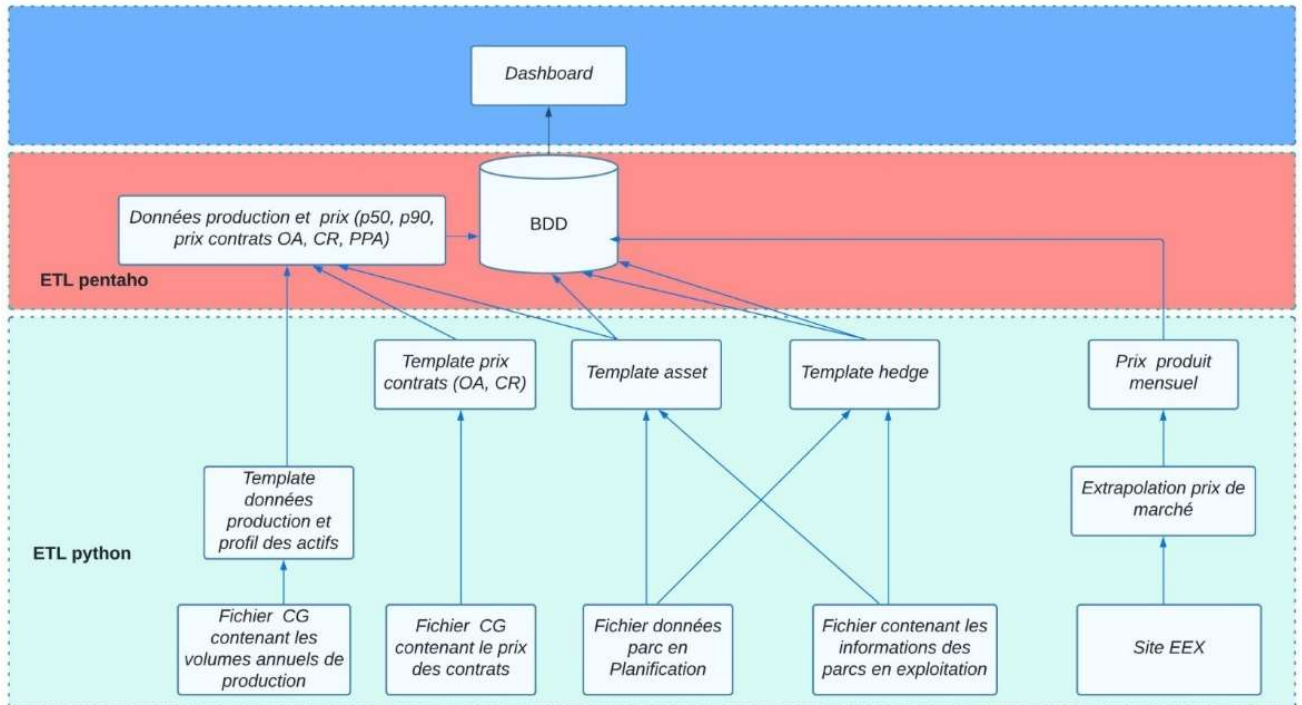 Dashboard
Données production et prix (p50, p90,
prix contrats OA, CR, PPA)
BDD
ETL pentaho
Template prix
contrats (OA, CR)
Template asset
Template hedge
Prix produit
mensuel
Template
données
production et
profil des actifs
Extrapolation prix de
marché
ETL python
Fichier CG
contenant les
volumes annuels de
production
Fichier CG
contenant le prix
des contrats
Fichier données
parc en
Planification
Fichier contenant les
informations des
parcs en exploitation
Site EEX